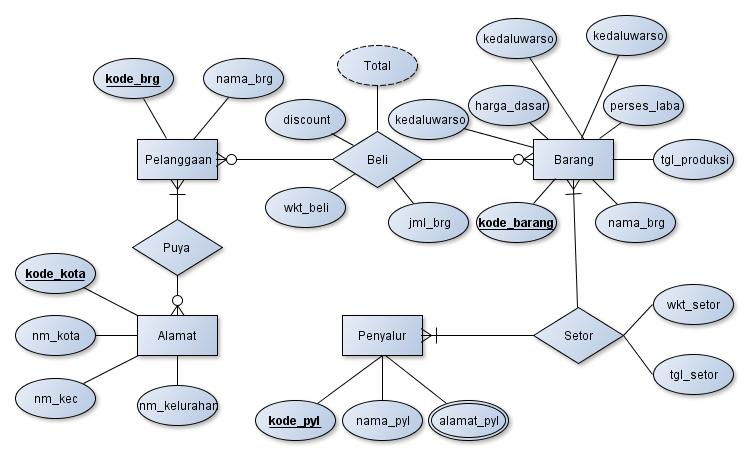 kedaluwarso
kedaluwarso
Total
kode_brg
nama_brg
harga_dasar
perses_laba
discount
kedaluwarso
Pelanggaan
Beli
Barang
tgl_produksi
wkt_beli
jml_brg
kode_barang
nama_brg
Puya
kode_kota
wkt_setor
nm_kota
Alamat
Penyalur
Setor
tgl_setor
nm_kec
nm_kelurahan
kode_pyl
nama_pyl
alamat_pyl